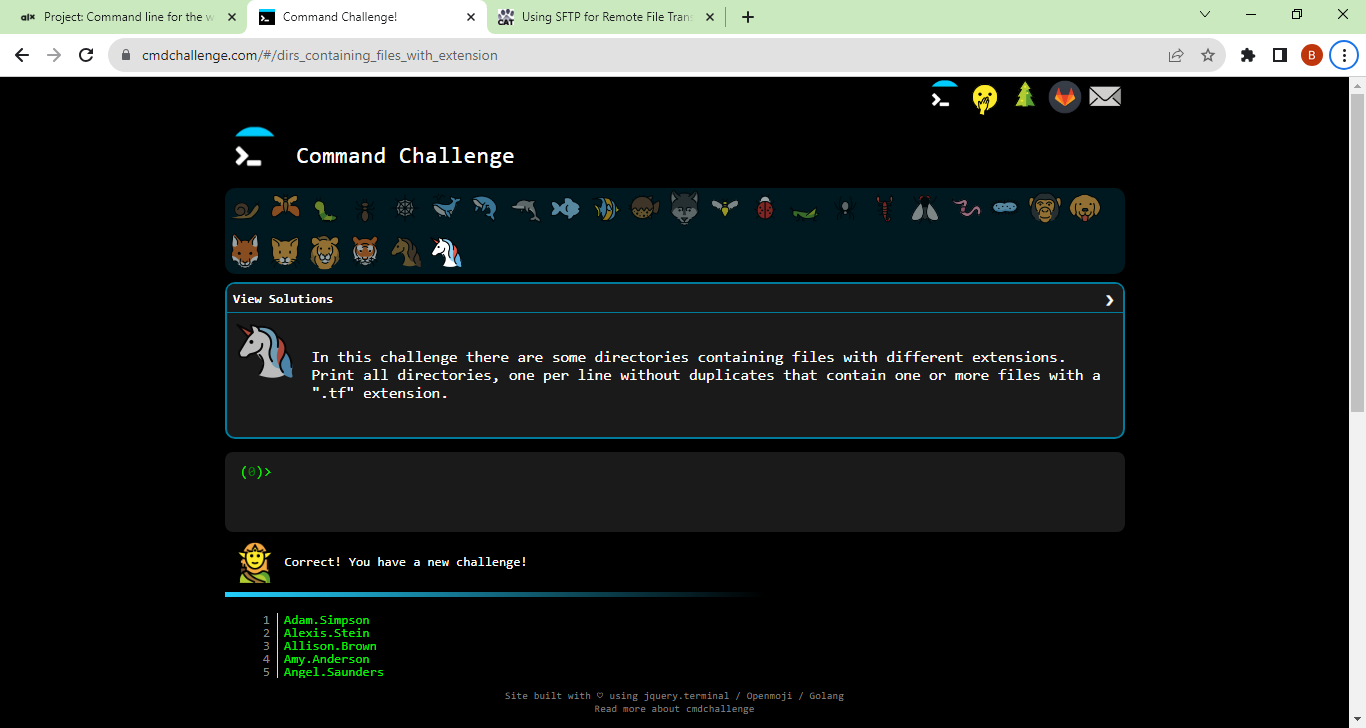 alx Project: Command line for the w
Command Challenge!
CAT Using SFTP for Remote File Tran
cmdchallenge.com/#/dirs_containing_files_with_extension
B
Command Challenge
View Solutions
In this challenge there are some directories containing files with different extensions.
Print all directories, one per line without duplicates that contain one or more files with a
".tf" extension.
(0)>
Correct! You have a new challenge!
1 Adam.Simpson
2 Alexis.Stein
3 Allison.Brown
4 Amy.Anderson
5 Angel.Saunders
Site built with ♡ using jquery.terminal / Openmoji / Golang
Read more about cmdchallenge